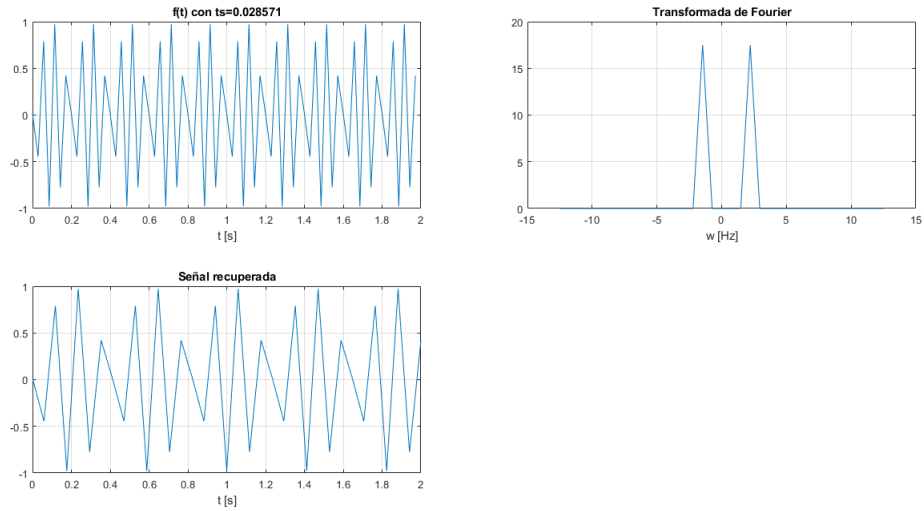 f(t) con ts=0.028571
1
0.5
0
-0.5
-1
0 0.2 0.4 0.6 0.8 1 1.2 1.4 1.6 1.8 2
t [s]
Transformada de Fourier
20
15
10
5
0
-15 -10 -5 0 5 10 15
w [Hz]
Señal recuperada
1
0.5
0
-0.5
-1
0 0.2 0.4 0.6 0.8 1 1.2 1.4 1.6 1.8 2
t [s]